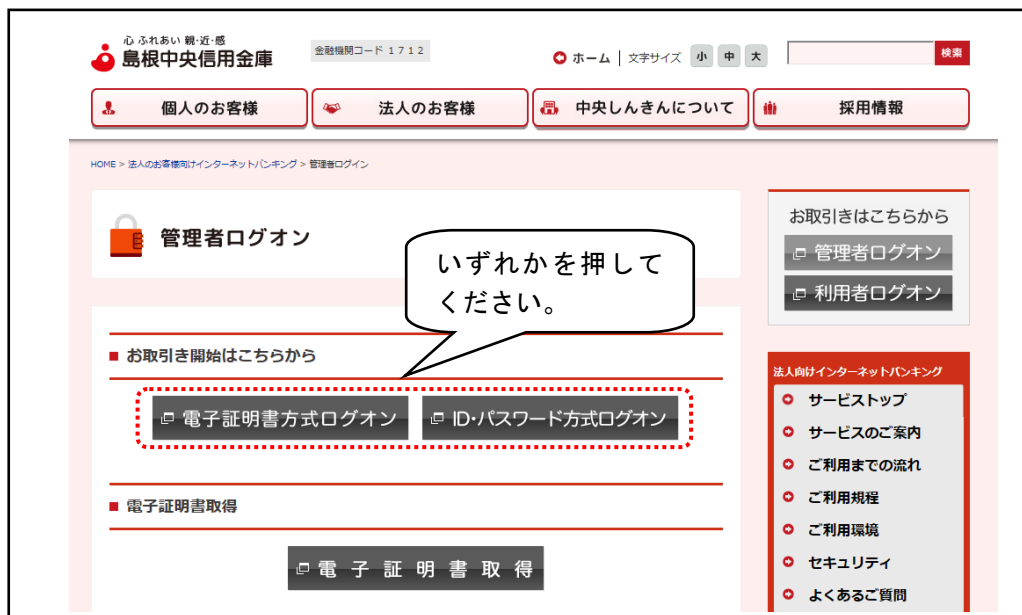 心 ふれあい 親・近・感
島根中央信用金庫
金融機関コード 1712
ホーム | 文字サイズ 小 中 大
検索
個人のお客様 法人のお客様 中央しんきんについて 採用情報
HOME > 法人のお客様向けインターネットバンキング > 管理者ログイン
管理者ログオン
いずれかを押して
ください。
お取引き開始はこちらから
電子証明書方式ログオン ID・パスワード方式ログオン
電子証明書取得
電子証明書取得
お取引きはこちらから
管理者ログオン
利用者ログオン
法人向けインターネットバンキング
サービストップ
サービスのご案内
ご利用までの流れ
ご利用規程
ご利用環境
セキュリティ
よくあるご質問